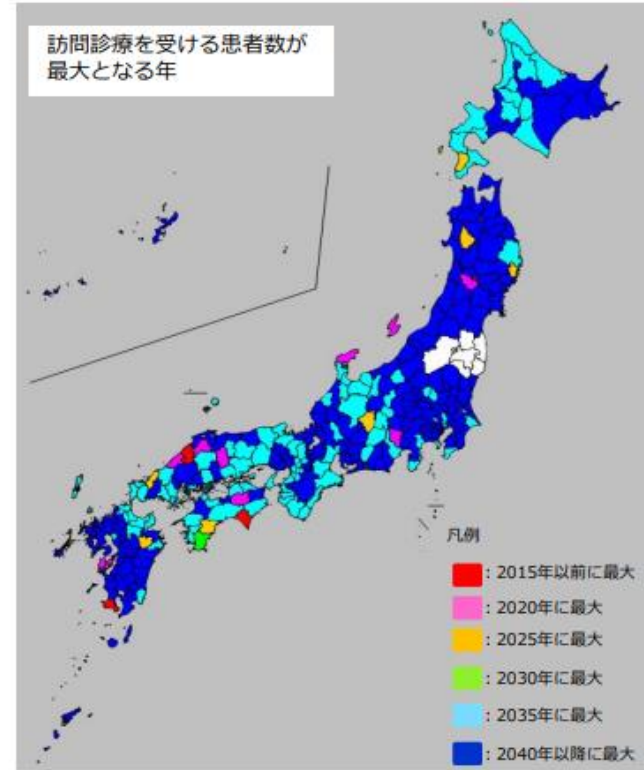 訪問診療を受ける患者数が
最大となる年
凡例
：2015年以前に最大
：2020年に最大
：2025年に最大
：2030年に最大
：2035年に最大
：2040年以降に最大